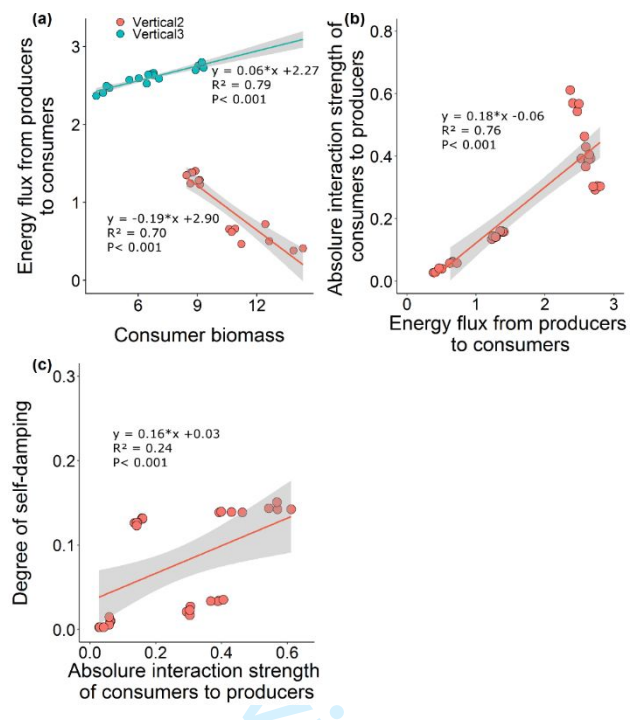 (a)
Vertical2
Vertical3
Energy flux from producers
to consumers
3
2
1
0
y = 0.06*x +2.27
R² = 0.79
P< 0.001
y = -0.19*x +2.90
R² = 0.70
P< 0.001
6
9
12
Consumer biomass
(b)
Absolute interaction strength of
consumers to producers
0.8
0.6
0.4
0.2
0.0
y = 0.18*x -0.06
R² = 0.76
P< 0.001
0
1
2
3
Energy flux from producers
to consumers
(c)
Degree of self-damping
0.3
0.2
0.1
0.0
y = 0.16*x +0.03
R² = 0.24
P< 0.001
0.0
0.2
0.4
0.6
Absolute interaction strength
of consumers to producers